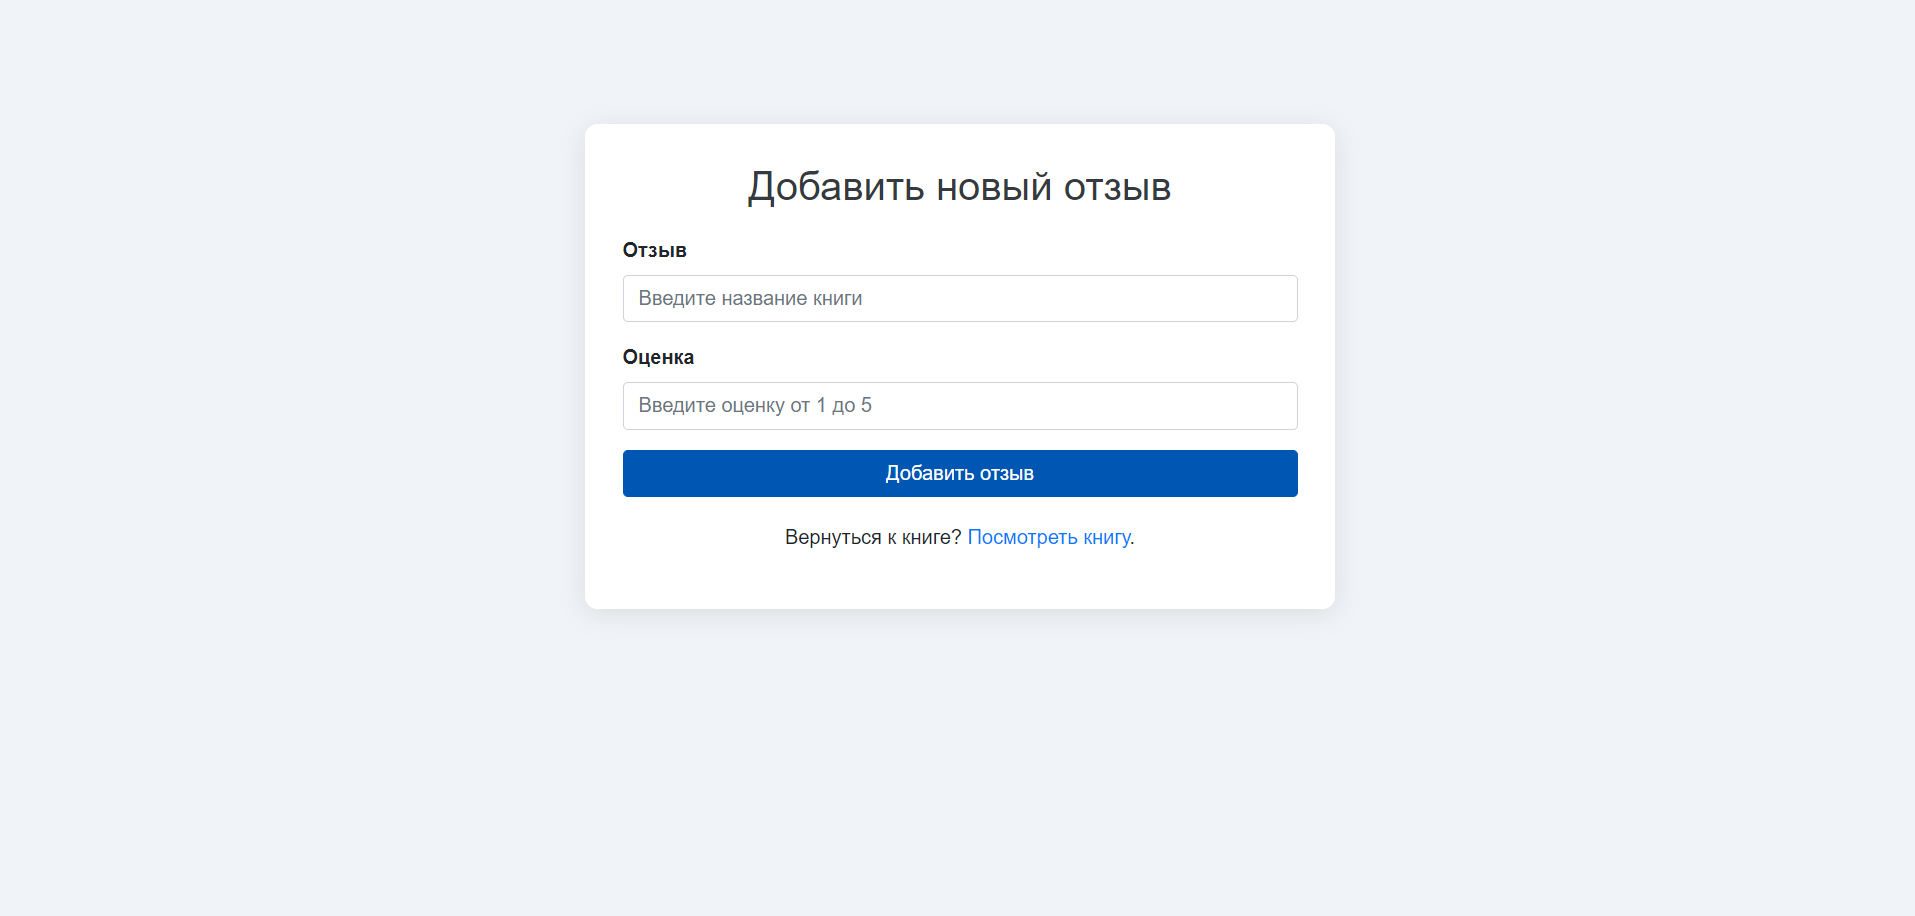 Добавить новый отзыв
Отзыв
Введите название книги
Оценка
Введите оценку от 1 до 5
Добавить отзыв
Вернуться к книге? Посмотреть книгу.